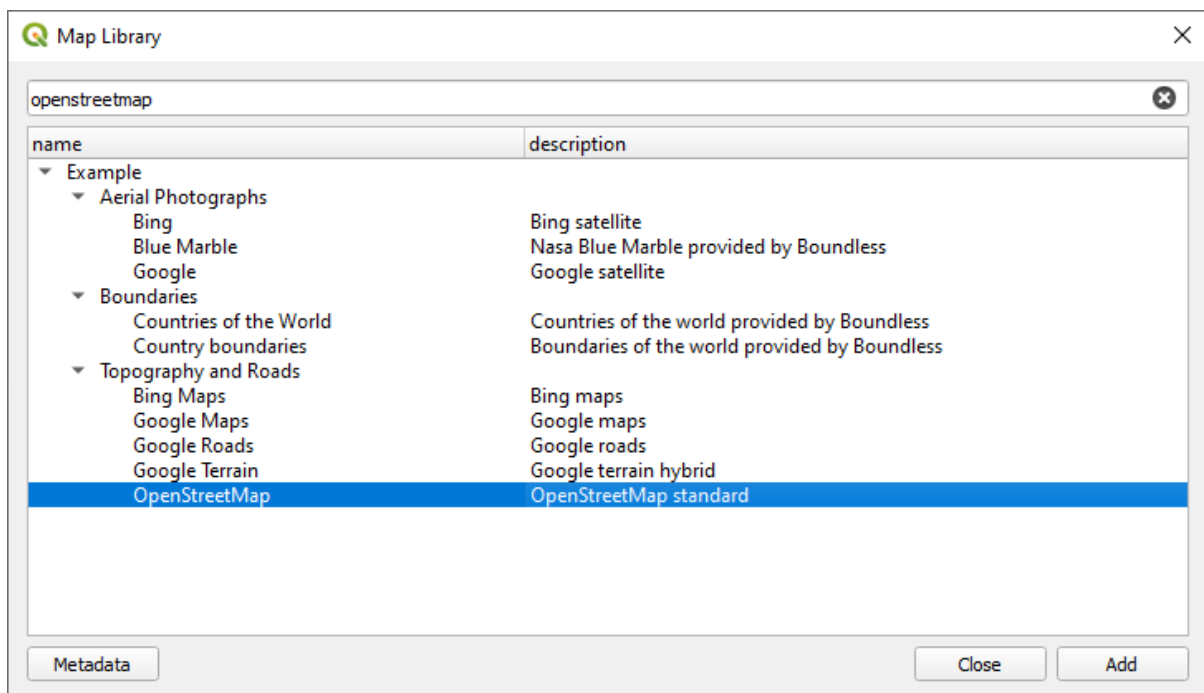 Map Library
openstreetmap
name description
Example
Aerial Photographs
Bing Bing satellite
Blue Marble Nasa Blue Marble provided by Boundless
Google Google satellite
Boundaries
Countries of the World Countries of the world provided by Boundless
Country boundaries Boundaries of the world provided by Boundless
Topography and Roads
Bing Maps Bing maps
Google Maps Google maps
Google Roads Google roads
Google Terrain Google terrain hybrid
OpenStreetMap OpenStreetMap standard
Metadata Close Add